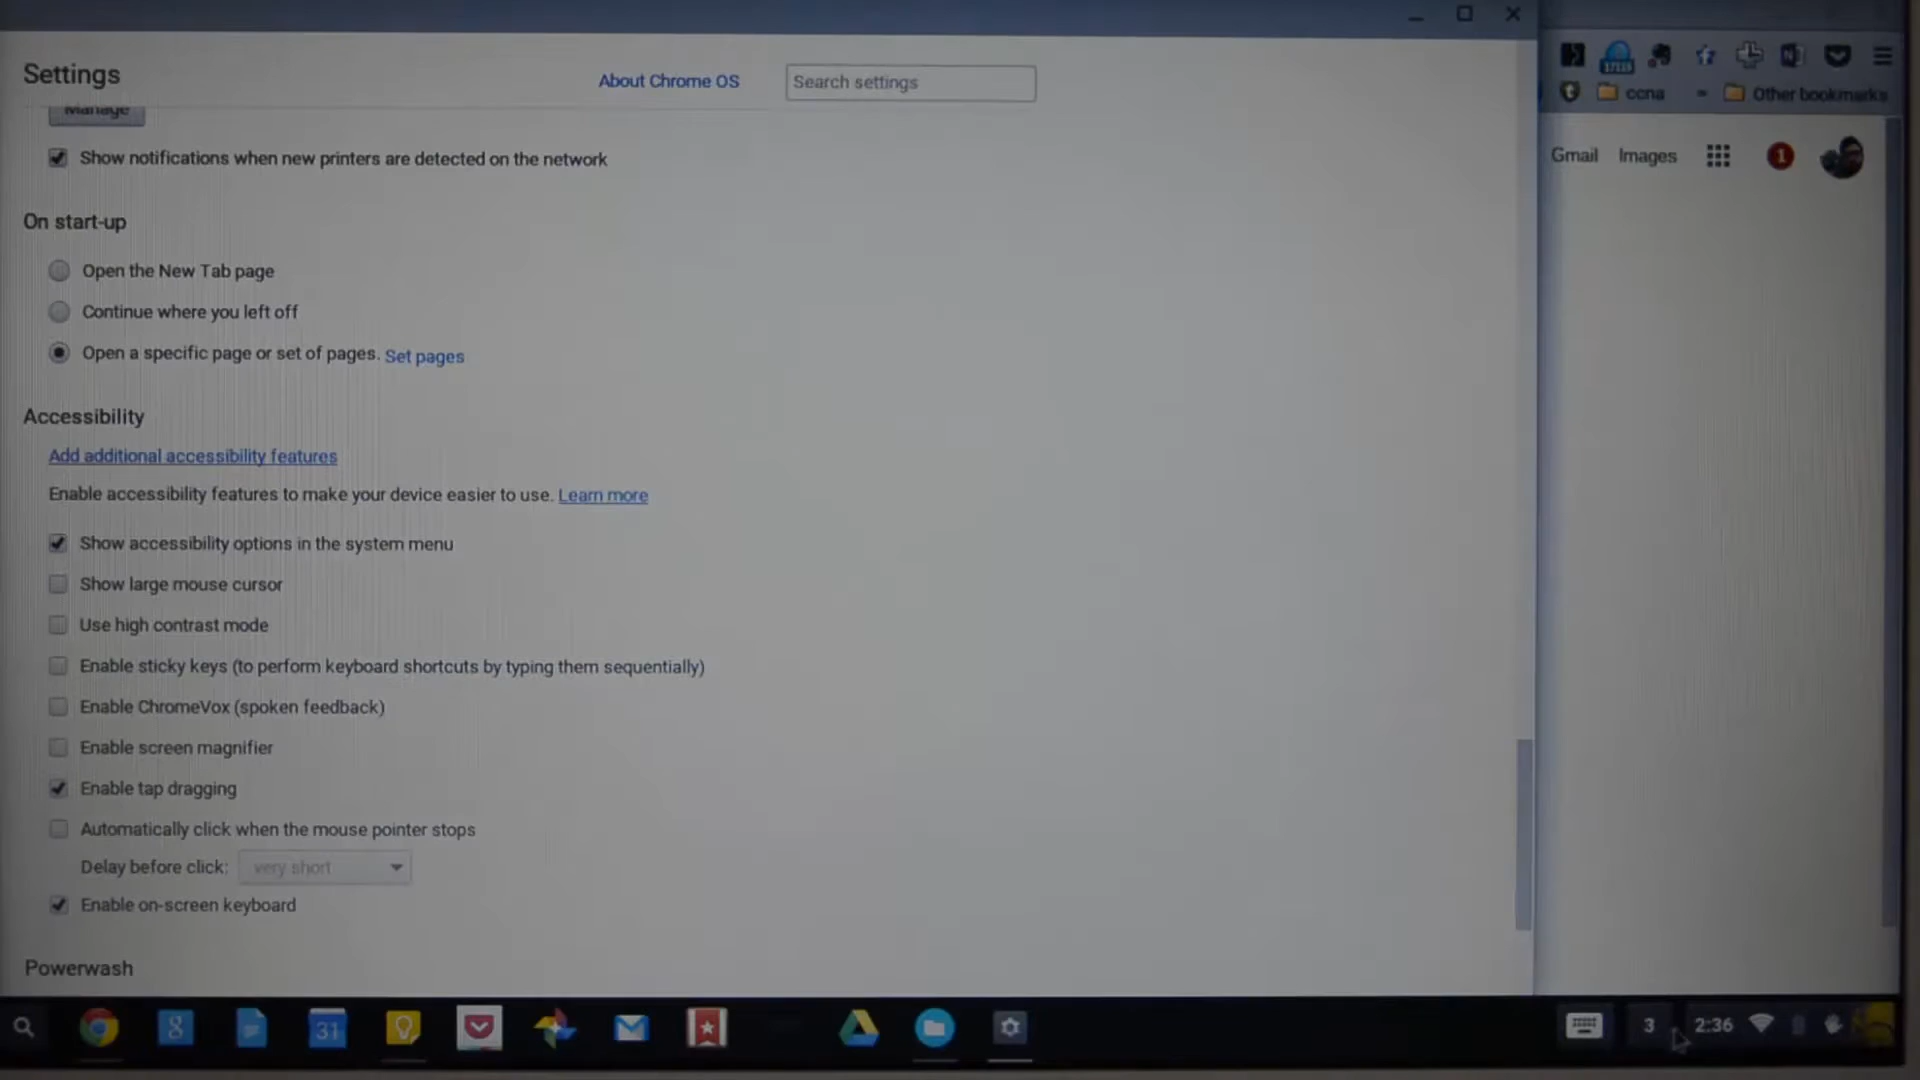 Settings
About Chrome OS
Search settings
Manage
Show notifications when new printers are detected on the network
On start-up
Open the New Tab page
Continue where you left off
Open a specific page or set of pages. Set pages
Accessibility
Add additional accessibility features
Enable accessibility features to make your device easier to use. Learn more
Show accessibility options in the system menu
Show large mouse cursor
Use high contrast mode
Enable sticky keys (to perform keyboard shortcuts by typing them sequentially)
Enable ChromeVox (spoken feedback)
Enable screen magnifier
Enable tap dragging
Automatically click when the mouse pointer stops
Delay before click: very short
Enable on-screen keyboard
Powerwash
ccna
Other bookmarks
Gmail Images
1
8
31
3
2:36